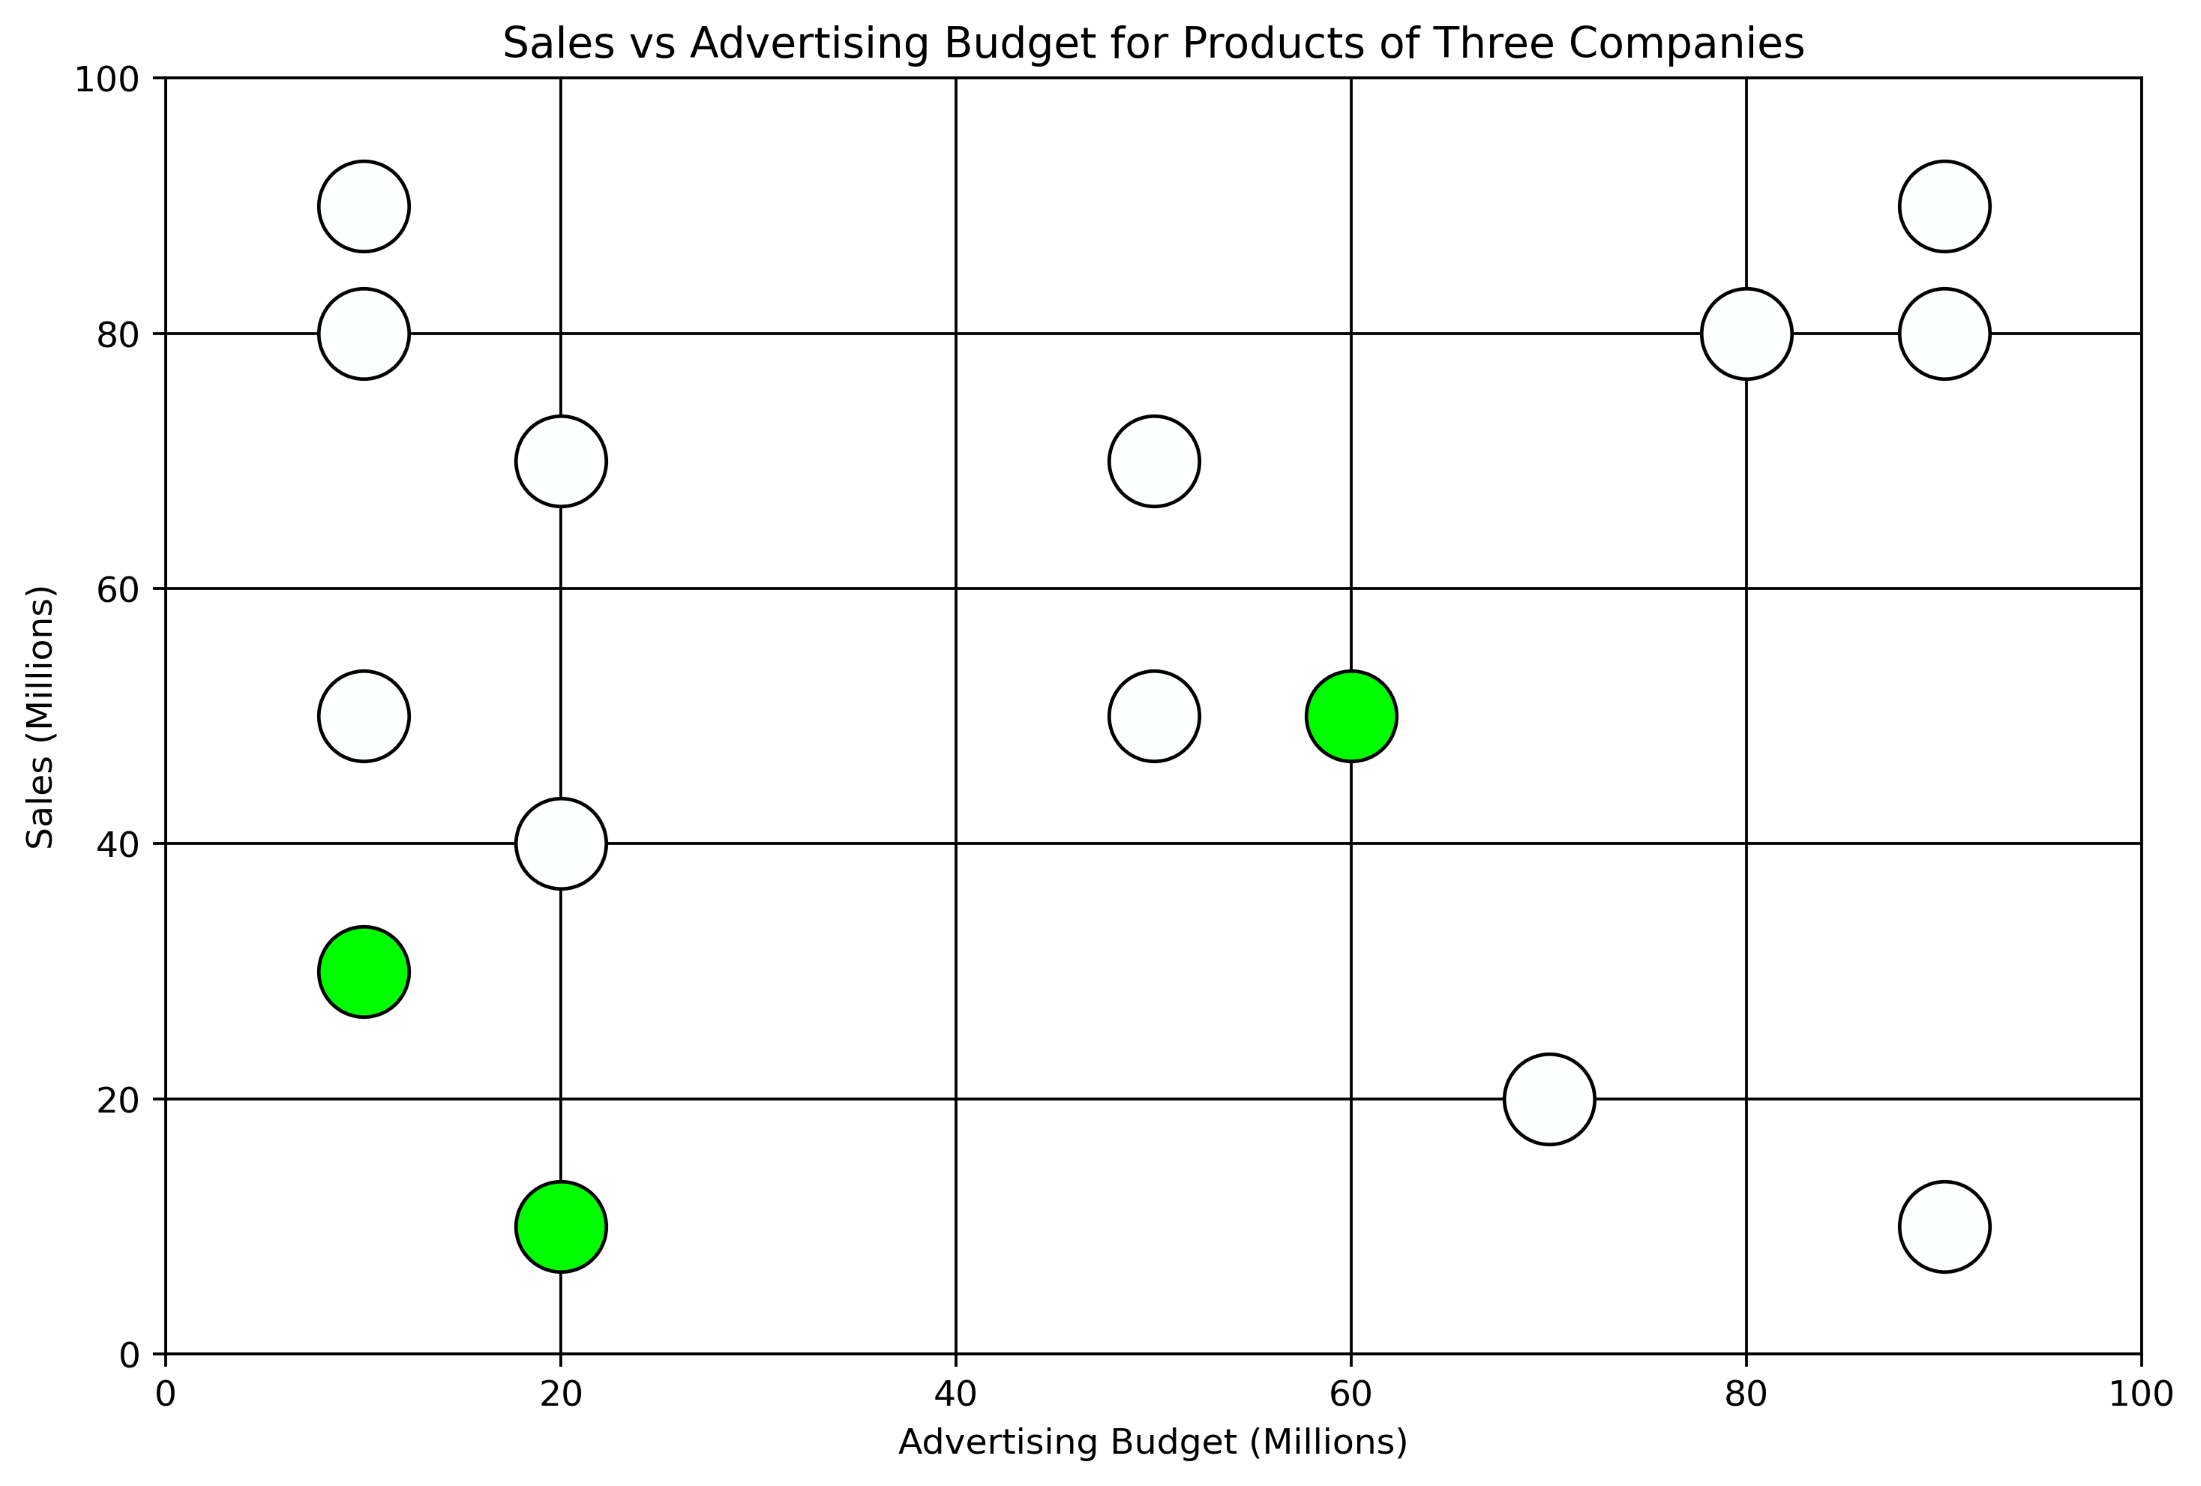 Sales vs Advertising Budget for Products of Three Companies
100
80
60
40
20
0
Sales (Millions)
0 20 40 60 80 100
Advertising Budget (Millions)